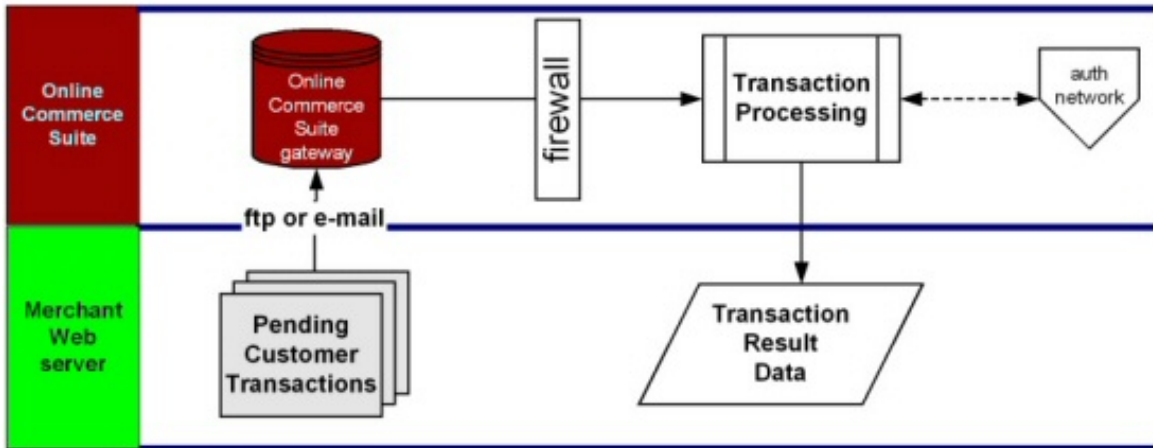 Online
Commerce
Suite
Online
Commerce
Suite
gateway
firewall
Transaction
Processing
auth
network
ftp or e-mail
Merchant
Web
server
Pending
Customer
Transactions
Transaction
Result
Data